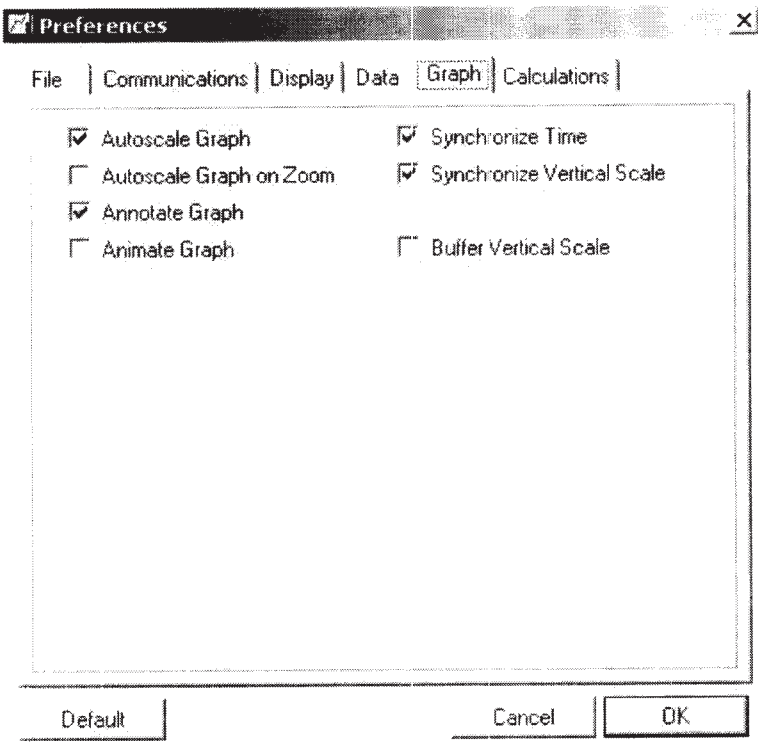 Preferences
File Communications Display Data Graph Calculations
Autoscale Graph Synchronize Time
Autoscale Graph on Zoom Synchronize Vertical Scale
Annotate Graph
Animate Graph Buffer Vertical Scale
Default Cancel OK